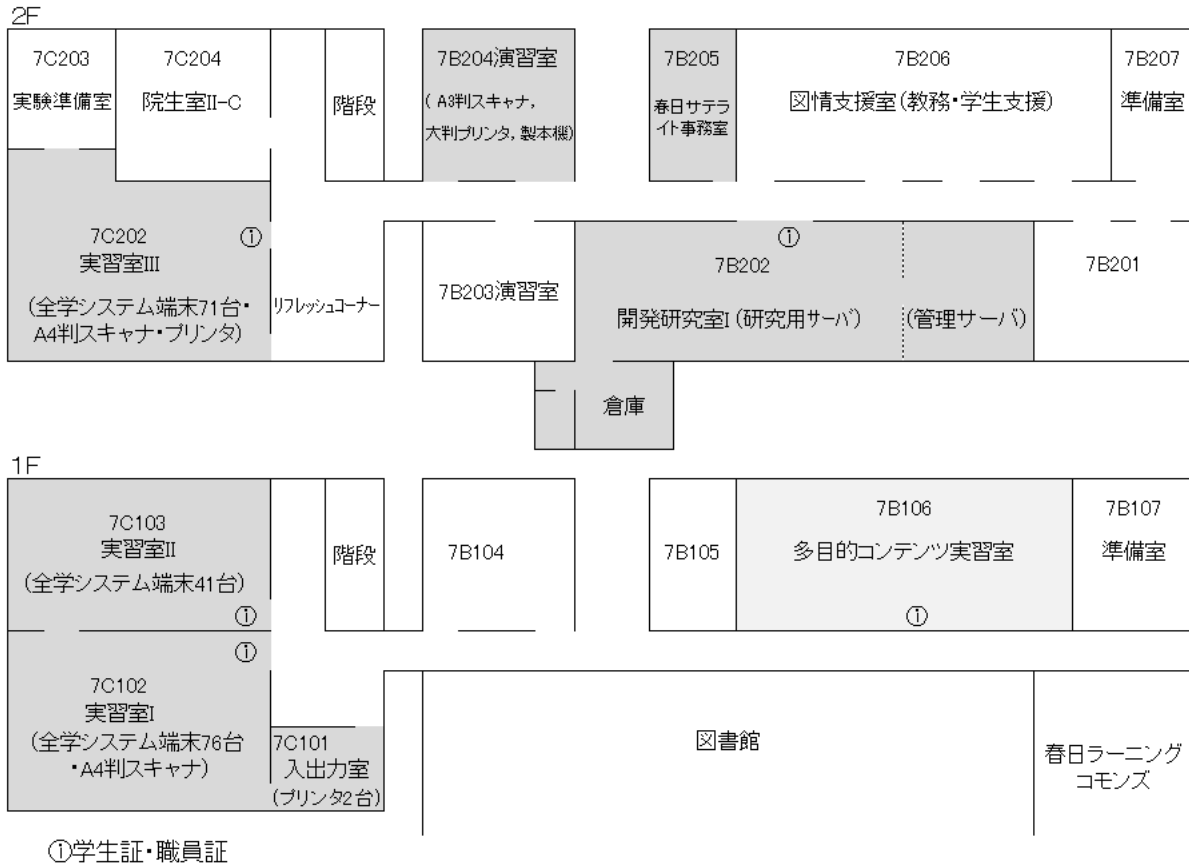 2F
7C203
実験準備室
7C204
院生室II-C
階段
7B204演習室
( A3判スキャナ,
大判プリンタ, 製本機)
7B205
春日サテラ
イト事務室
7B206
図情支援室(教務・学生支援)
7B207
準備室
7C202
実習室III
(全学システム端末71台・
A4判スキャナ・プリンタ)
①
リフレッシュコーナー
7B203演習室
①
7B202
開発研究室I (研究用サーバ)
(管理サーバ)
7B201
倉庫
1F
7C103
実習室II
(全学システム端末41台)
①
階段
7B104
7B105
7B106
多目的コンテンツ実習室
①
7B107
準備室
①
7C102
実習室I
(全学システム端末76台
・A4判スキャナ)
7C101
入出力室
(プリンタ2台)
図書館
春日ラーニング
コモンズ
①学生証・職員証